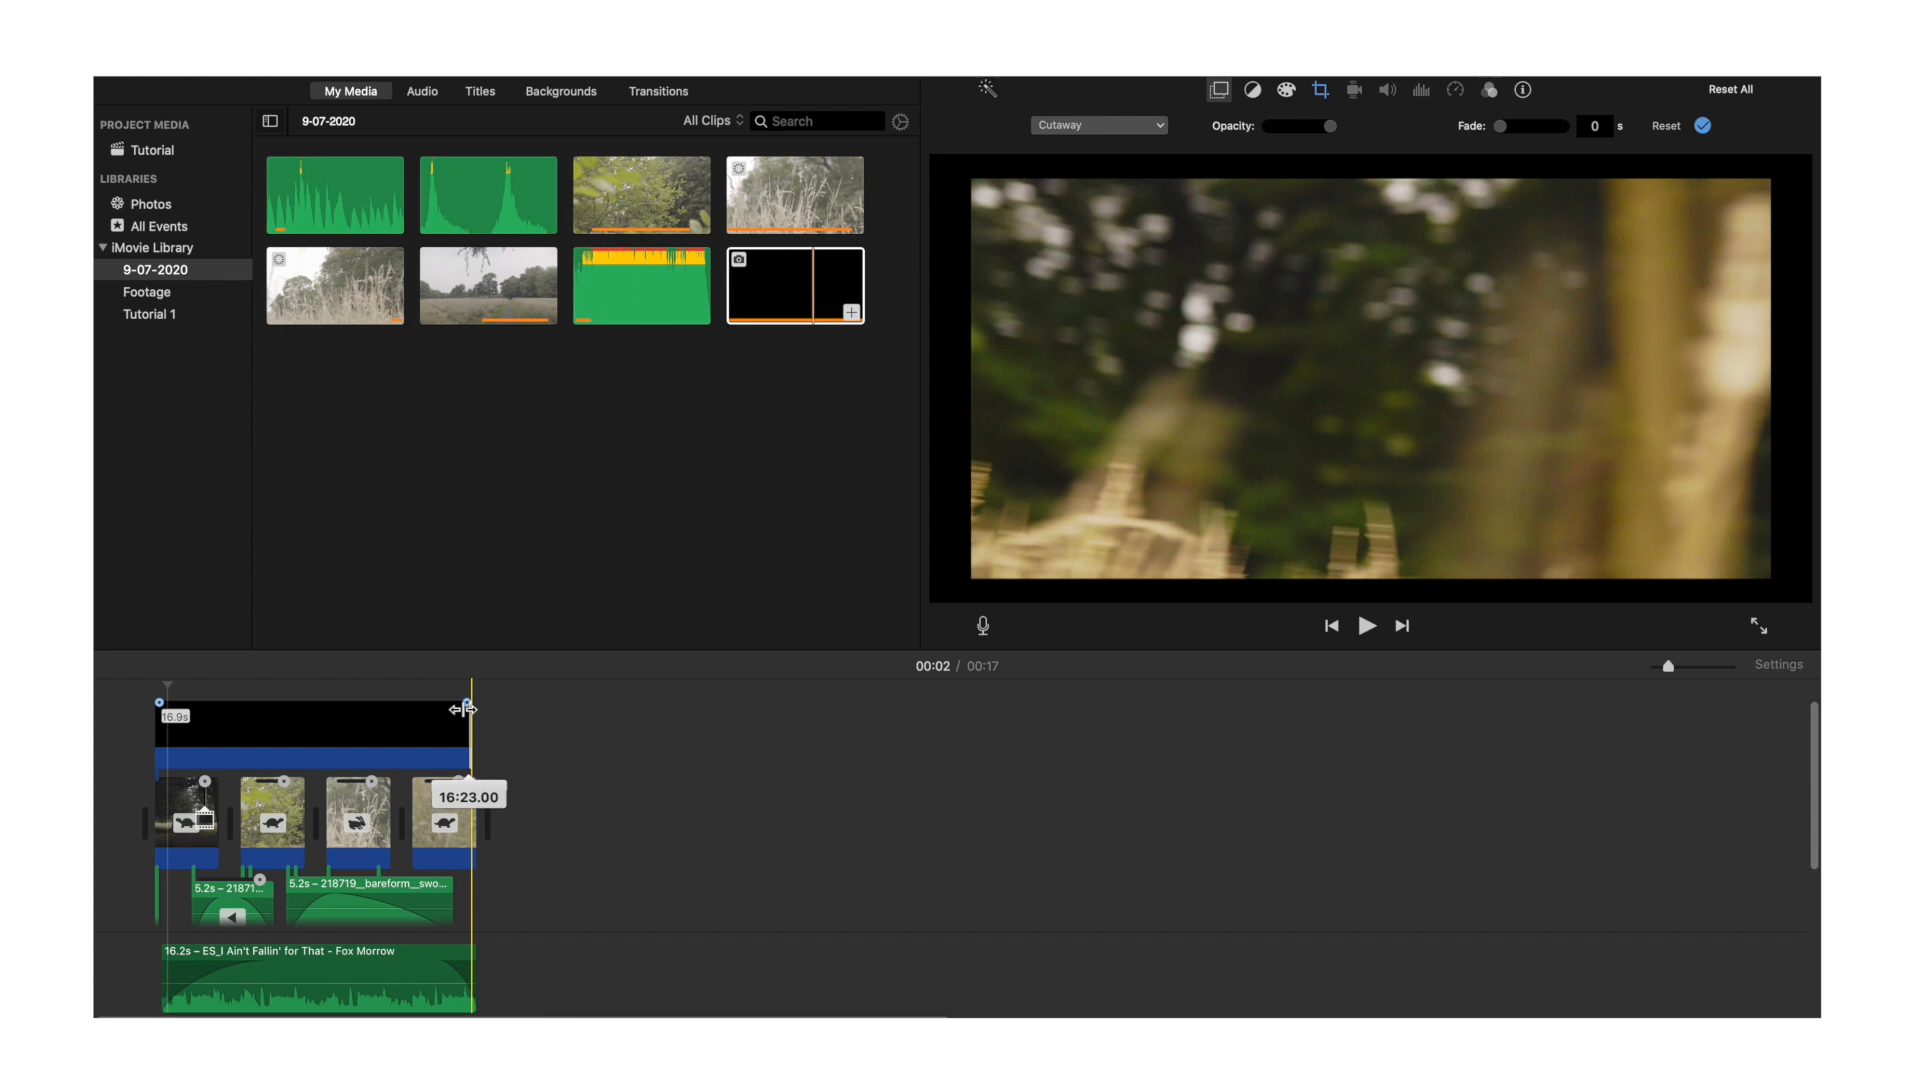 My Media Audio Titles Backgrounds Transitions
Reset All
PROJECT MEDIA
Tutorial
LIBRARIES
Photos
All Events
iMovie Library
9-07-2020
Footage
Tutorial 1
9-07-2020
All Clips
Search
Cutaway
Opacity:
Fade:
0 s
Reset
00:02 / 00:17
Settings
16.9s
16:23.00
5.2s – 21871...
5.2s – 218719__bareform__swo...
16.2s – ES_I Ain't Fallin' for That - Fox Morrow